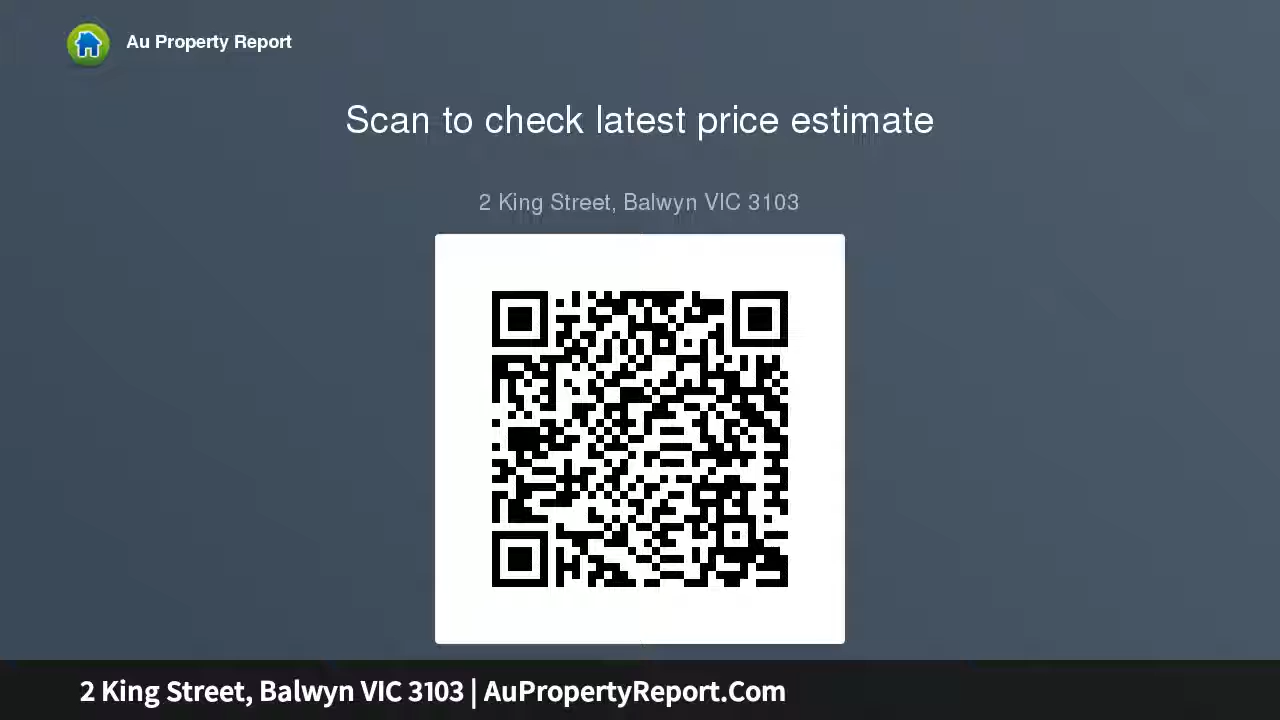 Au Property Report
Scan to check latest price estimate
2 King Street, Balwyn VIC 3103
2 King Street, Balwyn VIC 3103 | AuPropertyReport.Com